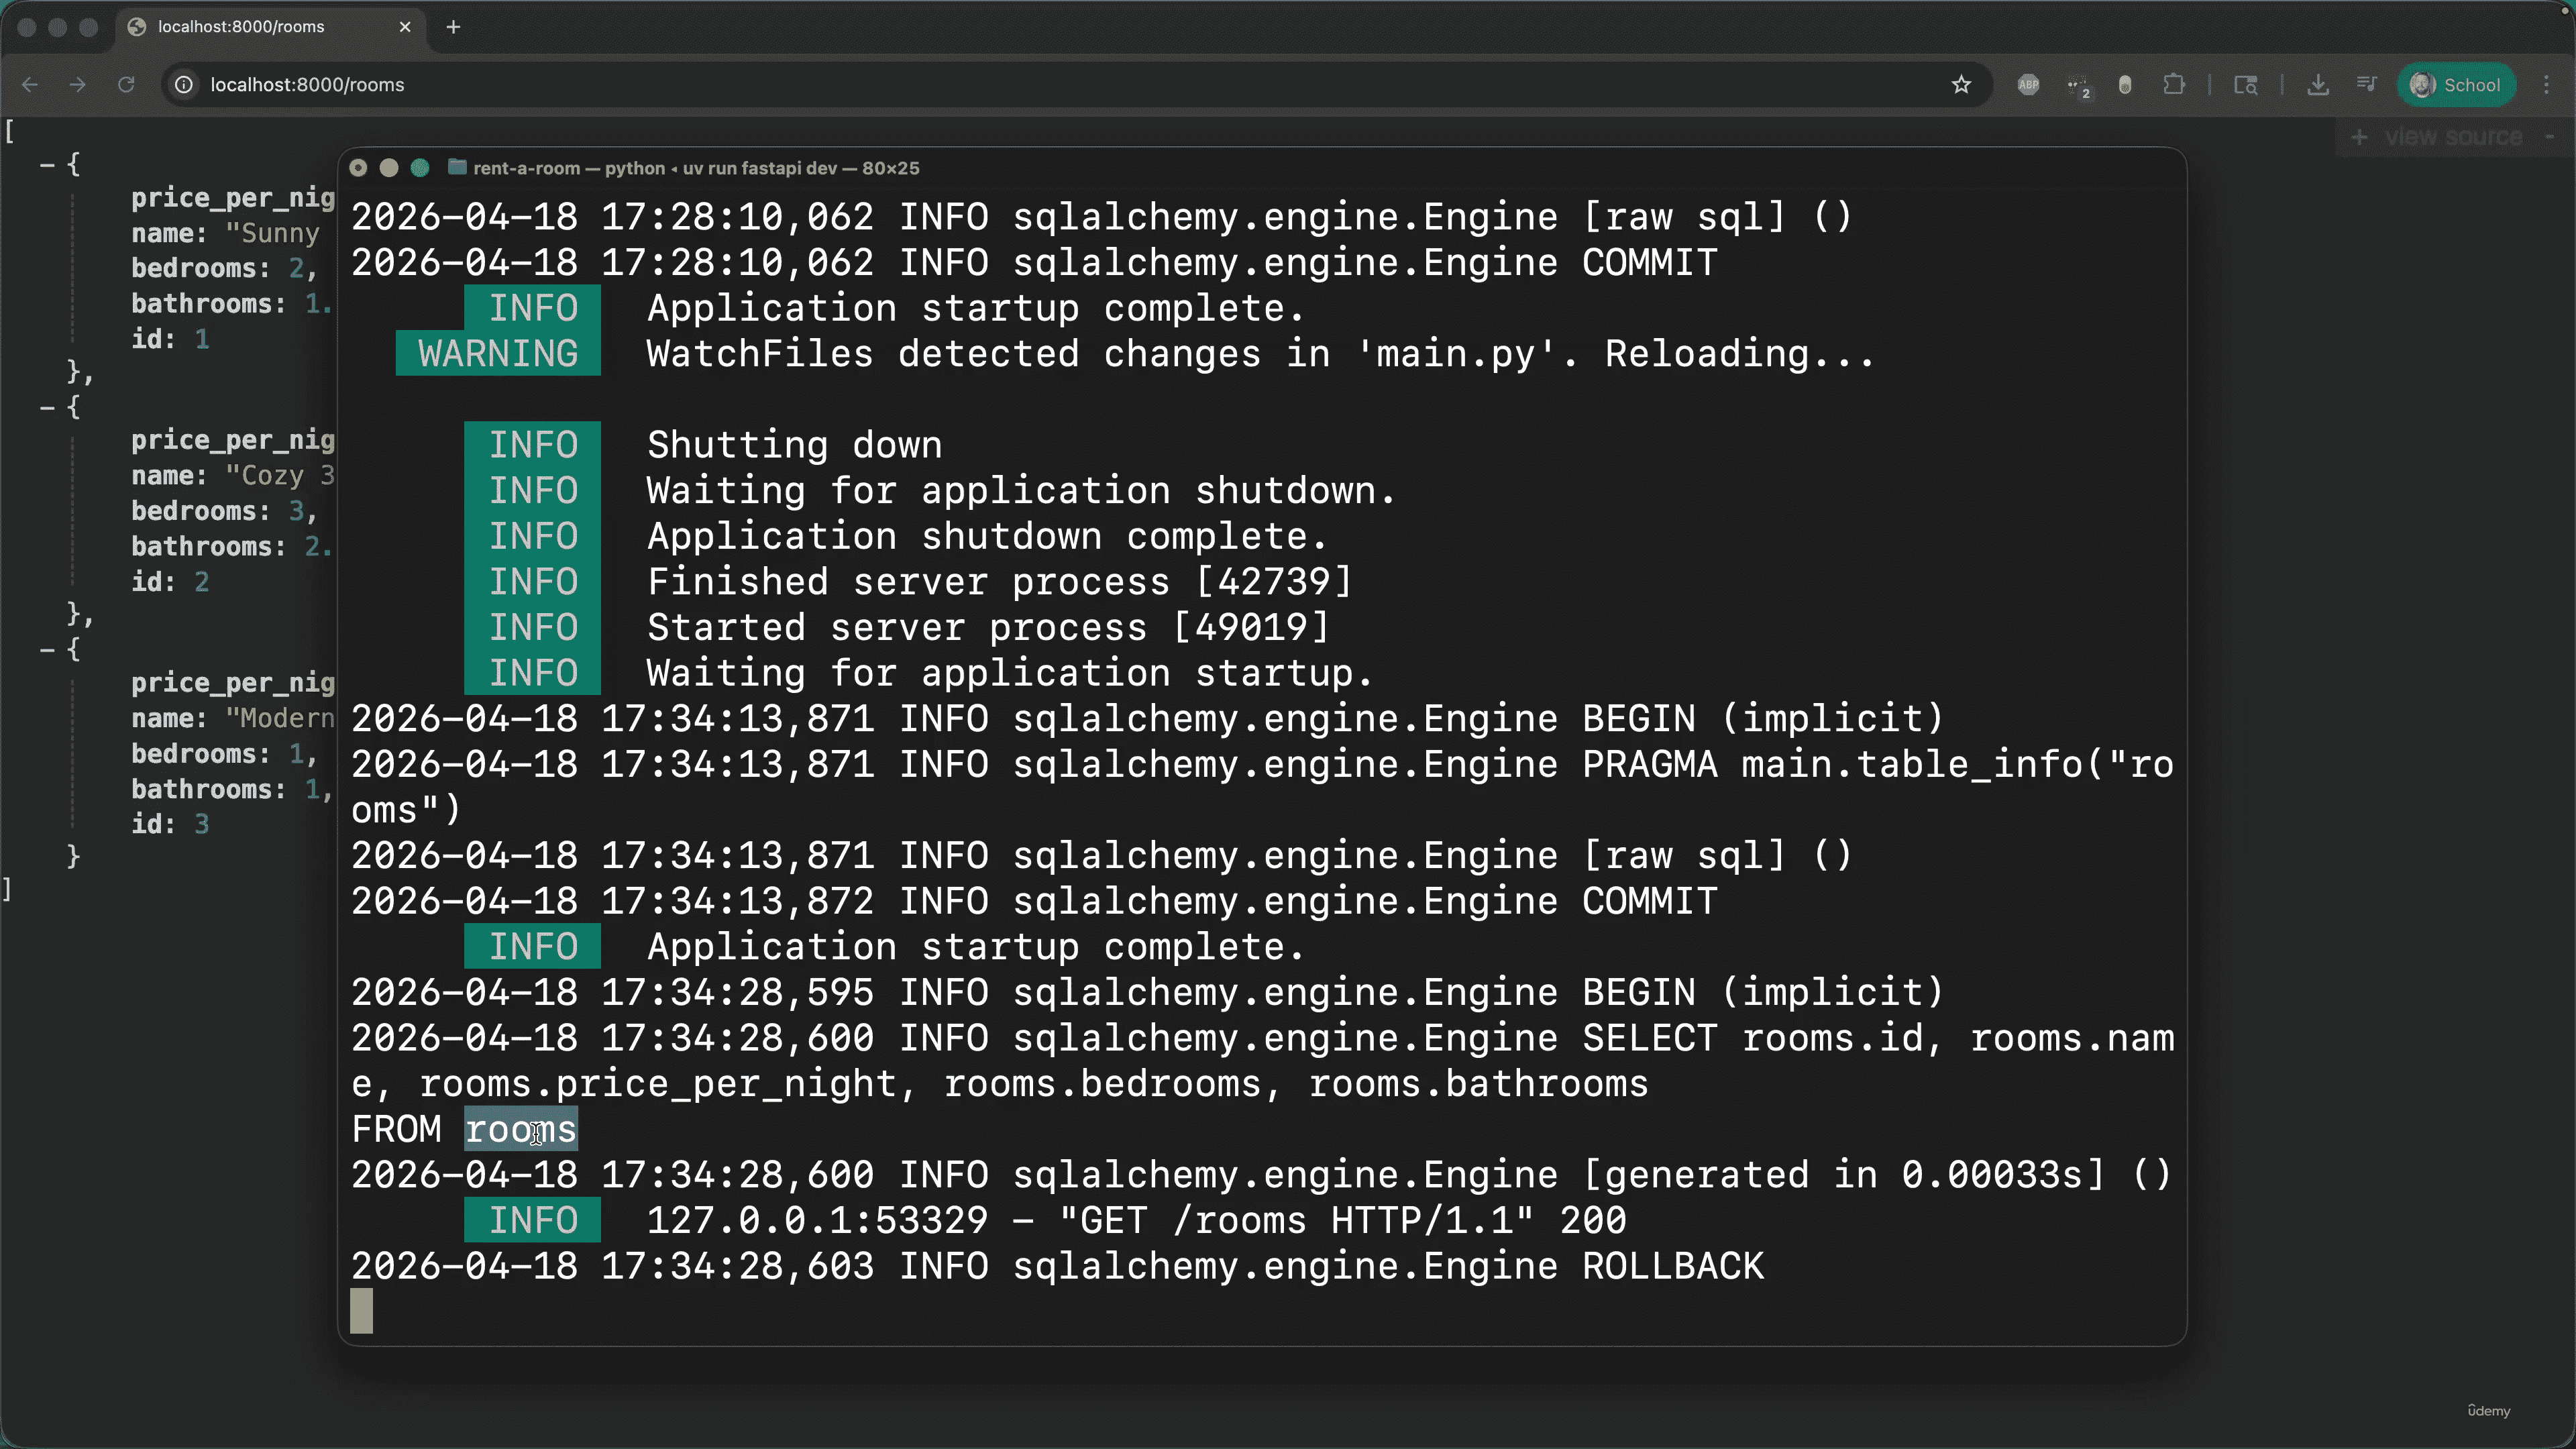 localhost:8000/rooms
localhost:8000/rooms
ABP
2
School
+ view source -
[
– {
price_per_nig
name: "Sunny
bedrooms: 2,
bathrooms: 1.
id: 1
},
– {
price_per_nig
name: "Cozy 3
bedrooms: 3,
bathrooms: 2.
id: 2
},
– {
price_per_nig
name: "Modern
bedrooms: 1,
bathrooms: 1,
id: 3
}
]
rent-a-room — python ◂ uv run fastapi dev — 80×25
2026-04-18 17:28:10,062 INFO sqlalchemy.engine.Engine [raw sql] ()
2026-04-18 17:28:10,062 INFO sqlalchemy.engine.Engine COMMIT
INFO Application startup complete.
WARNING WatchFiles detected changes in 'main.py'. Reloading...
INFO Shutting down
INFO Waiting for application shutdown.
INFO Application shutdown complete.
INFO Finished server process [42739]
INFO Started server process [49019]
INFO Waiting for application startup.
2026-04-18 17:34:13,871 INFO sqlalchemy.engine.Engine BEGIN (implicit)
2026-04-18 17:34:13,871 INFO sqlalchemy.engine.Engine PRAGMA main.table_info("ro
oms")
2026-04-18 17:34:13,871 INFO sqlalchemy.engine.Engine [raw sql] ()
2026-04-18 17:34:13,872 INFO sqlalchemy.engine.Engine COMMIT
INFO Application startup complete.
2026-04-18 17:34:28,595 INFO sqlalchemy.engine.Engine BEGIN (implicit)
2026-04-18 17:34:28,600 INFO sqlalchemy.engine.Engine SELECT rooms.id, rooms.nam
e, rooms.price_per_night, rooms.bedrooms, rooms.bathrooms
FROM rooms
2026-04-18 17:34:28,600 INFO sqlalchemy.engine.Engine [generated in 0.00033s] ()
INFO 127.0.0.1:53329 - "GET /rooms HTTP/1.1" 200
2026-04-18 17:34:28,603 INFO sqlalchemy.engine.Engine ROLLBACK
ûdemy